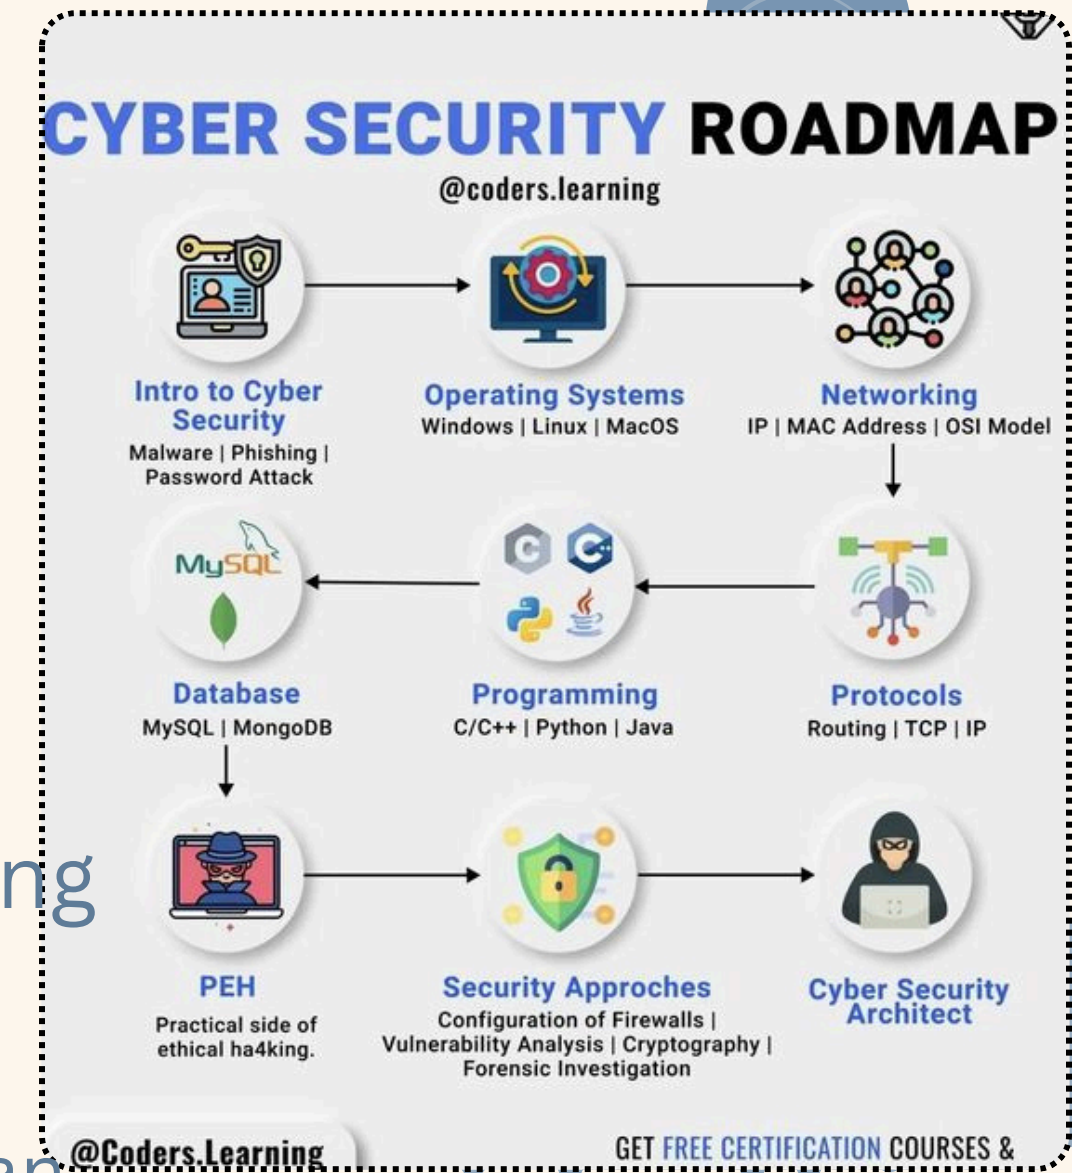 CYBER SECURITY ROADMAP
@coders.learning
Intro to Cyber
Security
Malware | Phishing |
Password Attack
Operating Systems
Windows | Linux | MacOS
Networking
IP | MAC Address | OSI Model
MySQL
Database
MySQL | MongoDB
C C++
Programming
C/C++ | Python | Java
Protocols
Routing | TCP | IP
ng
PEH
Practical side of
ethical ha4king.
Security Approches
Configuration of Firewalls |
Vulnerability Analysis | Cryptography |
Forensic Investigation
Cyber Security
Architect
@Coders.Learning
GET FREE CERTIFICATION COURSES &